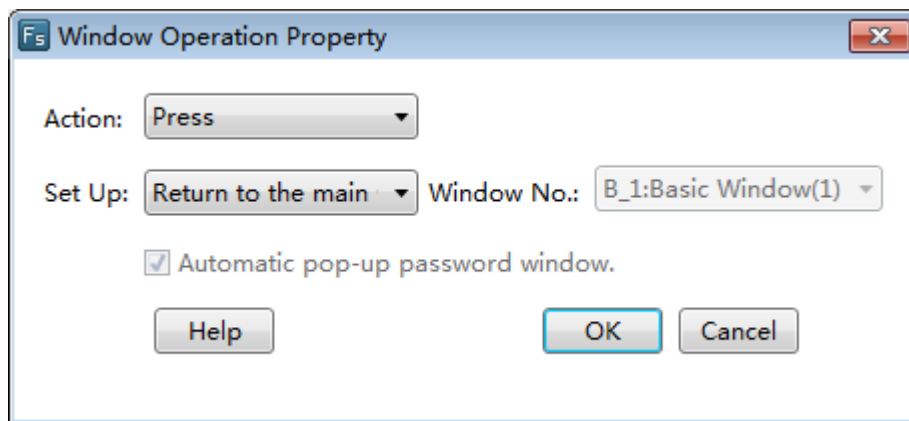 Fs Window Operation Property
Action: Press
Set Up: Return to the main Window No.: B_1:Basic Window(1)
Automatic pop-up password window.
Help OK Cancel